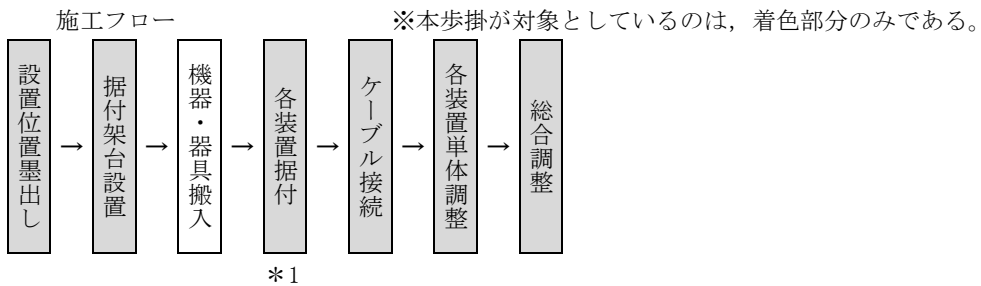 施工フロー
※本歩掛が対象としているのは，着色部分のみである。
設置位置墨出し
→
据付架台設置
→
機器・器具搬入
→
各装置据付
→
ケーブル接続
→
各装置単体調整
→
総合調整
＊1